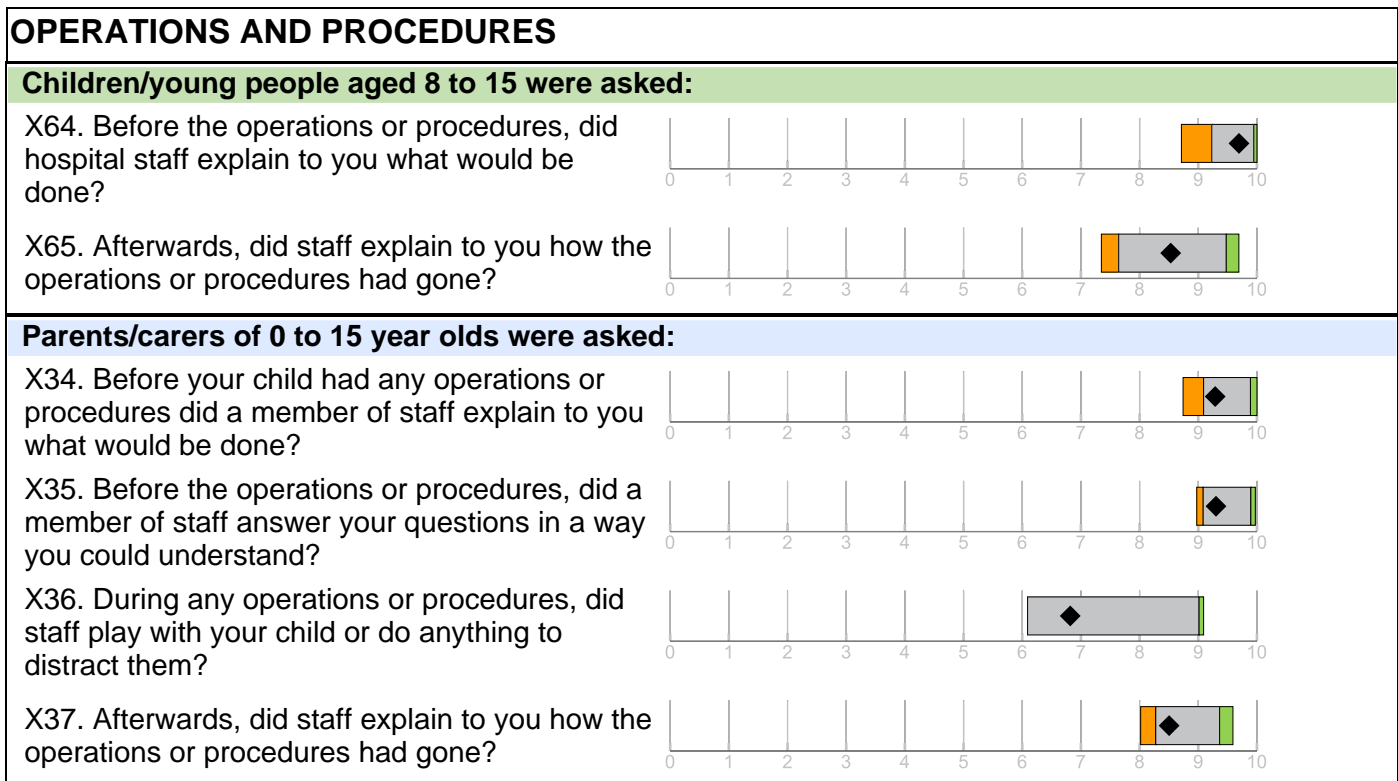 OPERATIONS AND PROCEDURES
Children/young people aged 8 to 15 were asked:
X64. Before the operations or procedures, did
hospital staff explain to you what would be
done?
0 1 2 3 4 5 6 7 8 9 10
X65. Afterwards, did staff explain to you how the
operations or procedures had gone?
0 1 2 3 4 5 6 7 8 9 10
Parents/carers of 0 to 15 year olds were asked:
X34. Before your child had any operations or
procedures did a member of staff explain to you
what would be done?
0 1 2 3 4 5 6 7 8 9 10
X35. Before the operations or procedures, did a
member of staff answer your questions in a way
you could understand?
0 1 2 3 4 5 6 7 8 9 10
X36. During any operations or procedures, did
staff play with your child or do anything to
distract them?
0 1 2 3 4 5 6 7 8 9 10
X37. Afterwards, did staff explain to you how the
operations or procedures had gone?
0 1 2 3 4 5 6 7 8 9 10